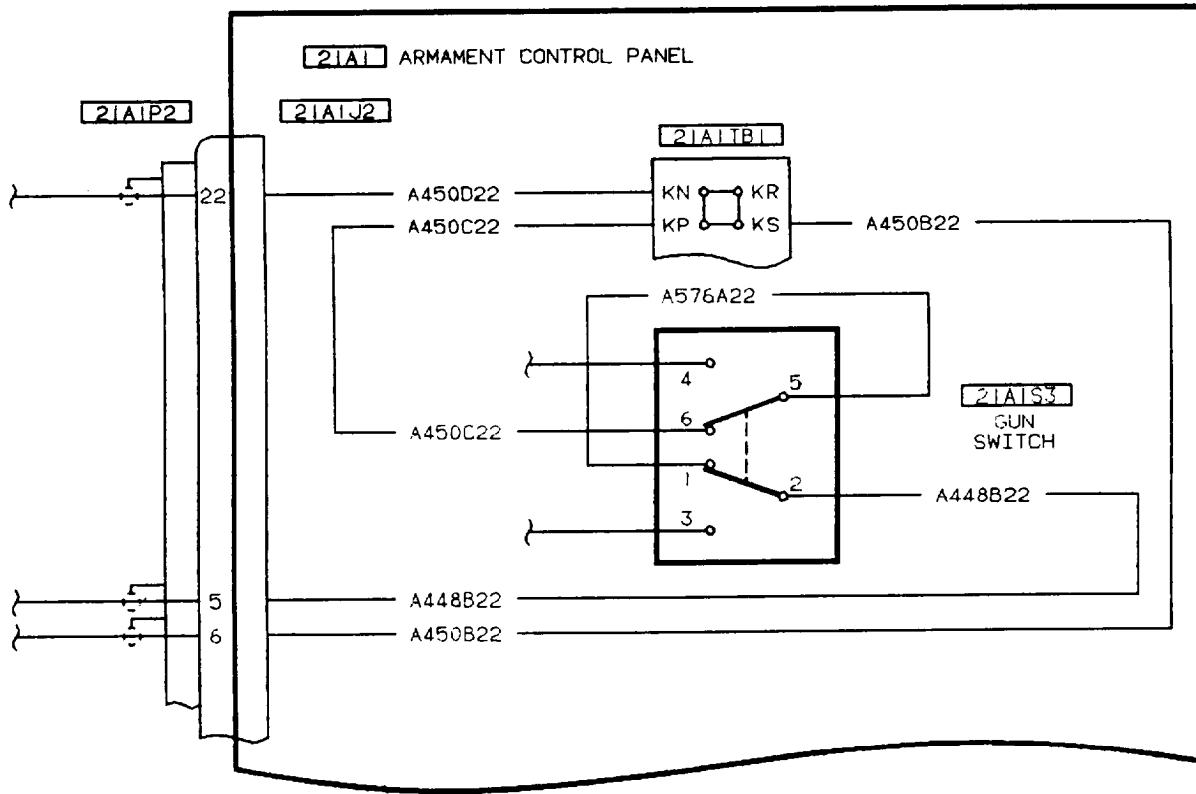 21A1 ARMAMENT CONTROL PANEL
21A1P2 21A1J2
21A1TB1
22 A450D22 KN KR
A450C22 KP KS A450B22
A576A22
4 5
21A1S3
6
GUN
A450C22
SWITCH
1 2 A448B22
3
5 A448B22
6 A450B22